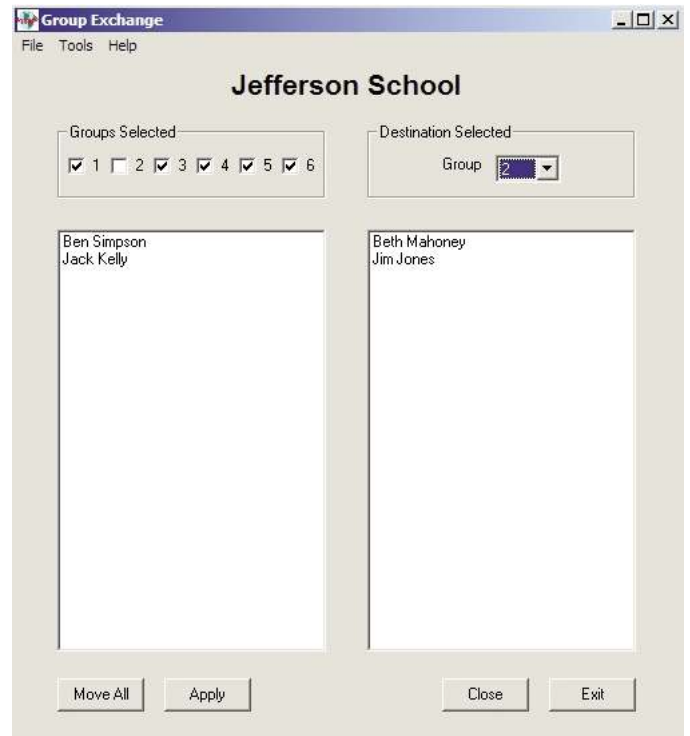 Group Exchange
File Tools Help
Jefferson School
Groups Selected
1 2 3 4 5 6
Destination Selected
Group 2
Ben Simpson
Jack Kelly
Beth Mahoney
Jim Jones
Move All Apply Close Exit